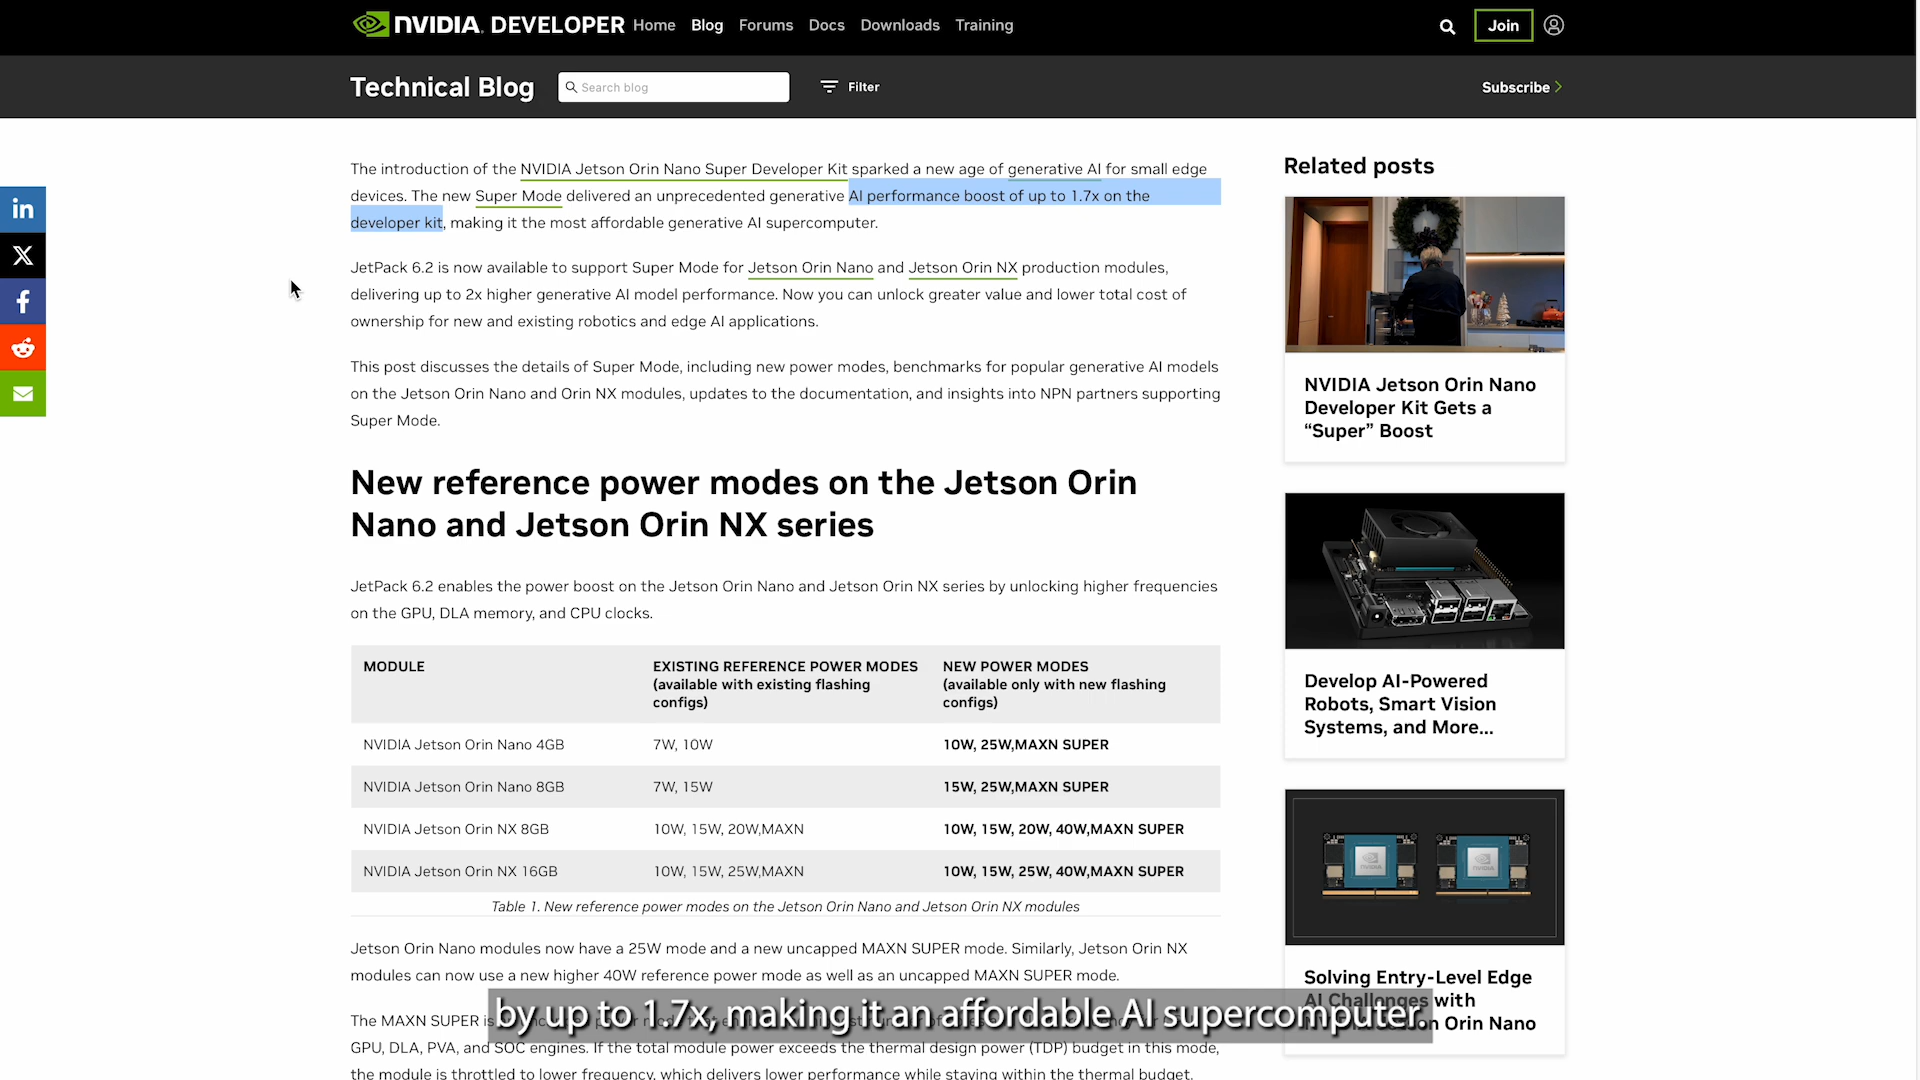 NVIDIA. DEVELOPER Home Blog Forums Docs Downloads Training Join
Technical Blog Search blog Filter Subscribe
The introduction of the NVIDIA Jetson Orin Nano Super Developer Kit sparked a new age of generative AI for small edge
devices. The new Super Mode delivered an unprecedented generative AI performance boost of up to 1.7x on the
developer kit, making it the most affordable generative AI supercomputer.
JetPack 6.2 is now available to support Super Mode for Jetson Orin Nano and Jetson Orin NX production modules,
delivering up to 2x higher generative AI model performance. Now you can unlock greater value and lower total cost of
ownership for new and existing robotics and edge AI applications.
This post discusses the details of Super Mode, including new power modes, benchmarks for popular generative AI models
on the Jetson Orin Nano and Orin NX modules, updates to the documentation, and insights into NPN partners supporting
Super Mode.
New reference power modes on the Jetson Orin
Nano and Jetson Orin NX series
JetPack 6.2 enables the power boost on the Jetson Orin Nano and Jetson Orin NX series by unlocking higher frequencies
on the GPU, DLA memory, and CPU clocks.
MODULE EXISTING REFERENCE POWER MODES NEW POWER MODES
(available with existing flashing (available only with new flashing
configs) configs)
NVIDIA Jetson Orin Nano 4GB 7W, 10W 10W, 25W,MAXN SUPER
NVIDIA Jetson Orin Nano 8GB 7W, 15W 15W, 25W,MAXN SUPER
NVIDIA Jetson Orin NX 8GB 10W, 15W, 20W,MAXN 10W, 15W, 20W, 40W,MAXN SUPER
NVIDIA Jetson Orin NX 16GB 10W, 15W, 25W,MAXN 10W, 15W, 25W, 40W,MAXN SUPER
Table 1. New reference power modes on the Jetson Orin Nano and Jetson Orin NX modules
Jetson Orin Nano modules now have a 25W mode and a new uncapped MAXN SUPER mode. Similarly, Jetson Orin NX
modules can now use a new higher 40W reference power mode as well as an uncapped MAXN SUPER mode.
The MAXN SUPER is
GPU, DLA, PVA, and SOC engines. If the total module power exceeds the thermal design power (TDP) budget in this mode,
the module is throttled to lower frequency, which delivers lower performance while staying within the thermal budget.
Related posts
NVIDIA Jetson Orin Nano
Developer Kit Gets a
“Super” Boost
Develop AI-Powered
Robots, Smart Vision
Systems, and More...
Solving Entry-Level Edge
AI Challenges with
Orin Nano
by up to 1.7x, making it an affordable AI supercomputer.